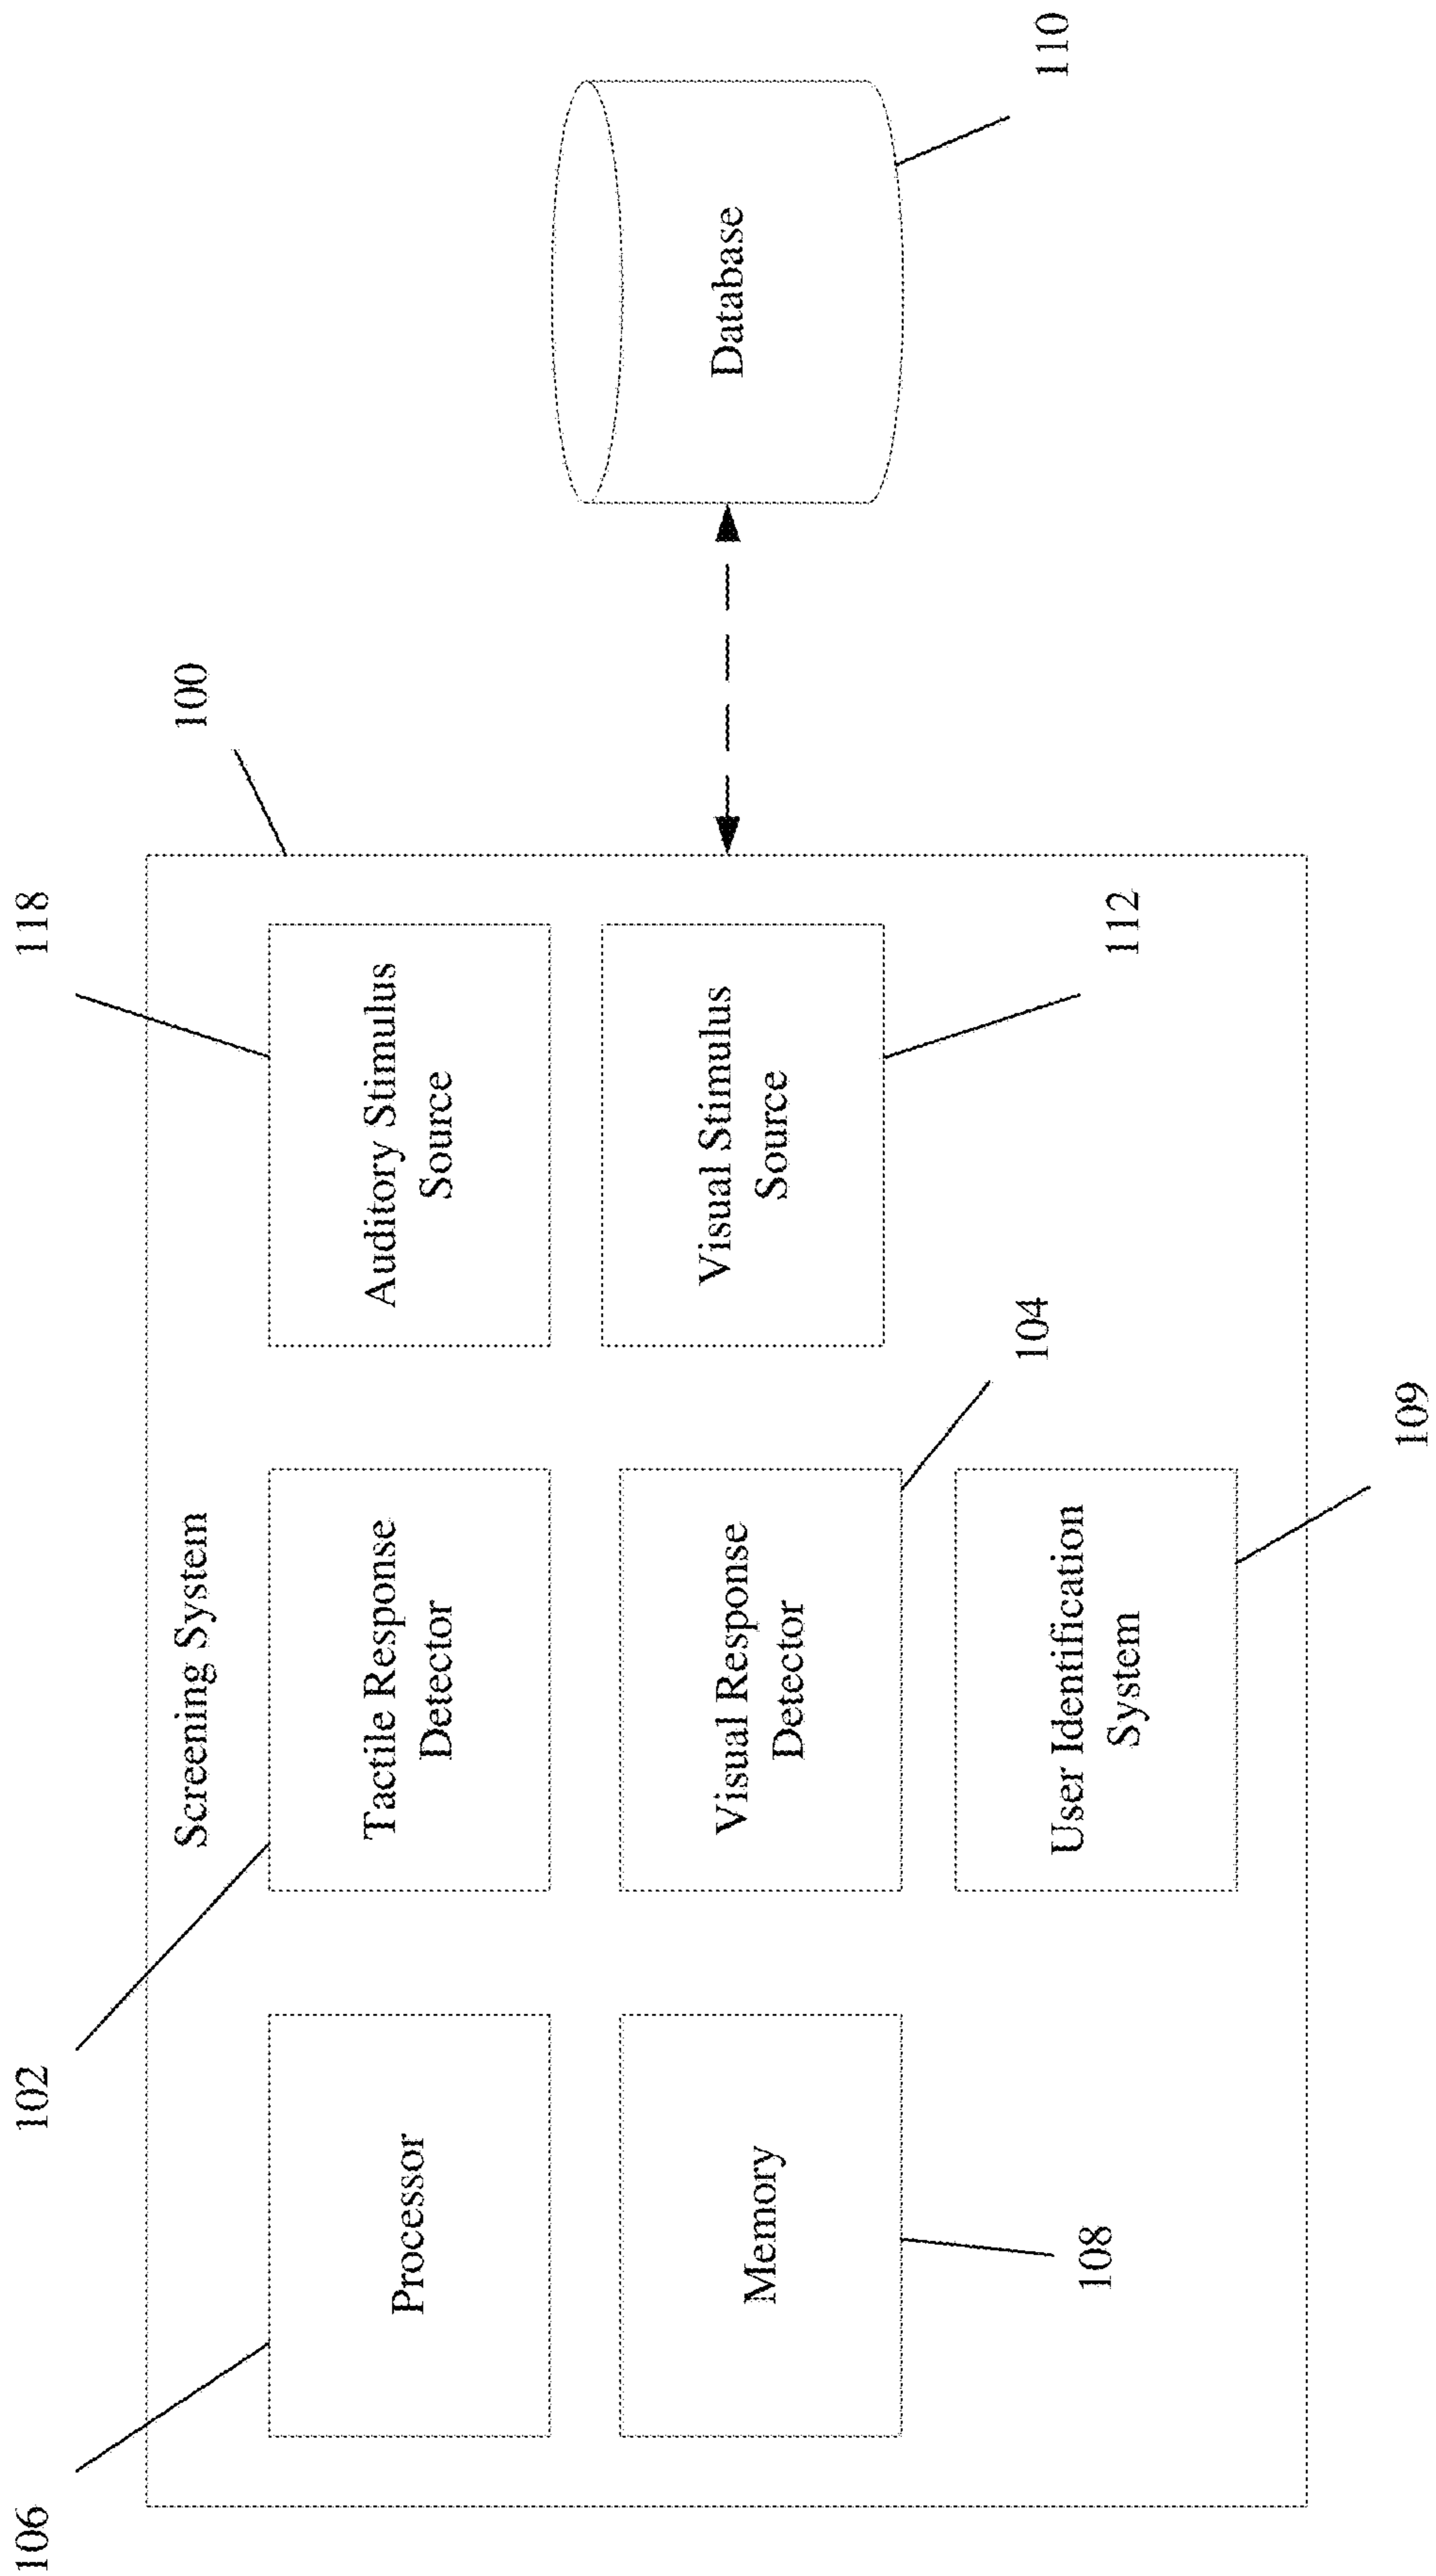 100
118
102
106
Screening System
Processor
Tactile Response
Detector
Auditory Stimulus
Source
Memory
Visual Response
Detector
Visual Stimulus
Source
User Identification
System
Database
108
104
112
110
109